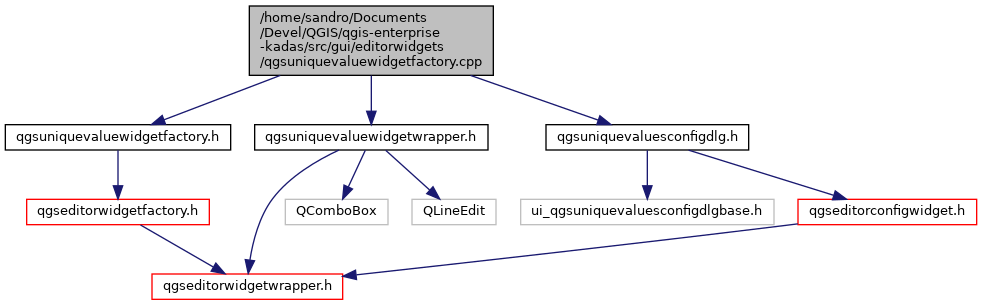 /home/sandro/Documents
/Devel/QGIS/qgis-enterprise
-kadas/src/gui/editorwidgets
/qgsuniquevaluewidgetfactory.cpp
qgsuniquevaluewidgetfactory.h
qgsuniquevaluewidgetwrapper.h
qgsuniquevaluesconfigdlg.h
qgseditorwidgetfactory.h
QComboBox
QLineEdit
ui_qgsuniquevaluesconfigdlgbase.h
qgseditorconfigwidget.h
qgseditorwidgetwrapper.h